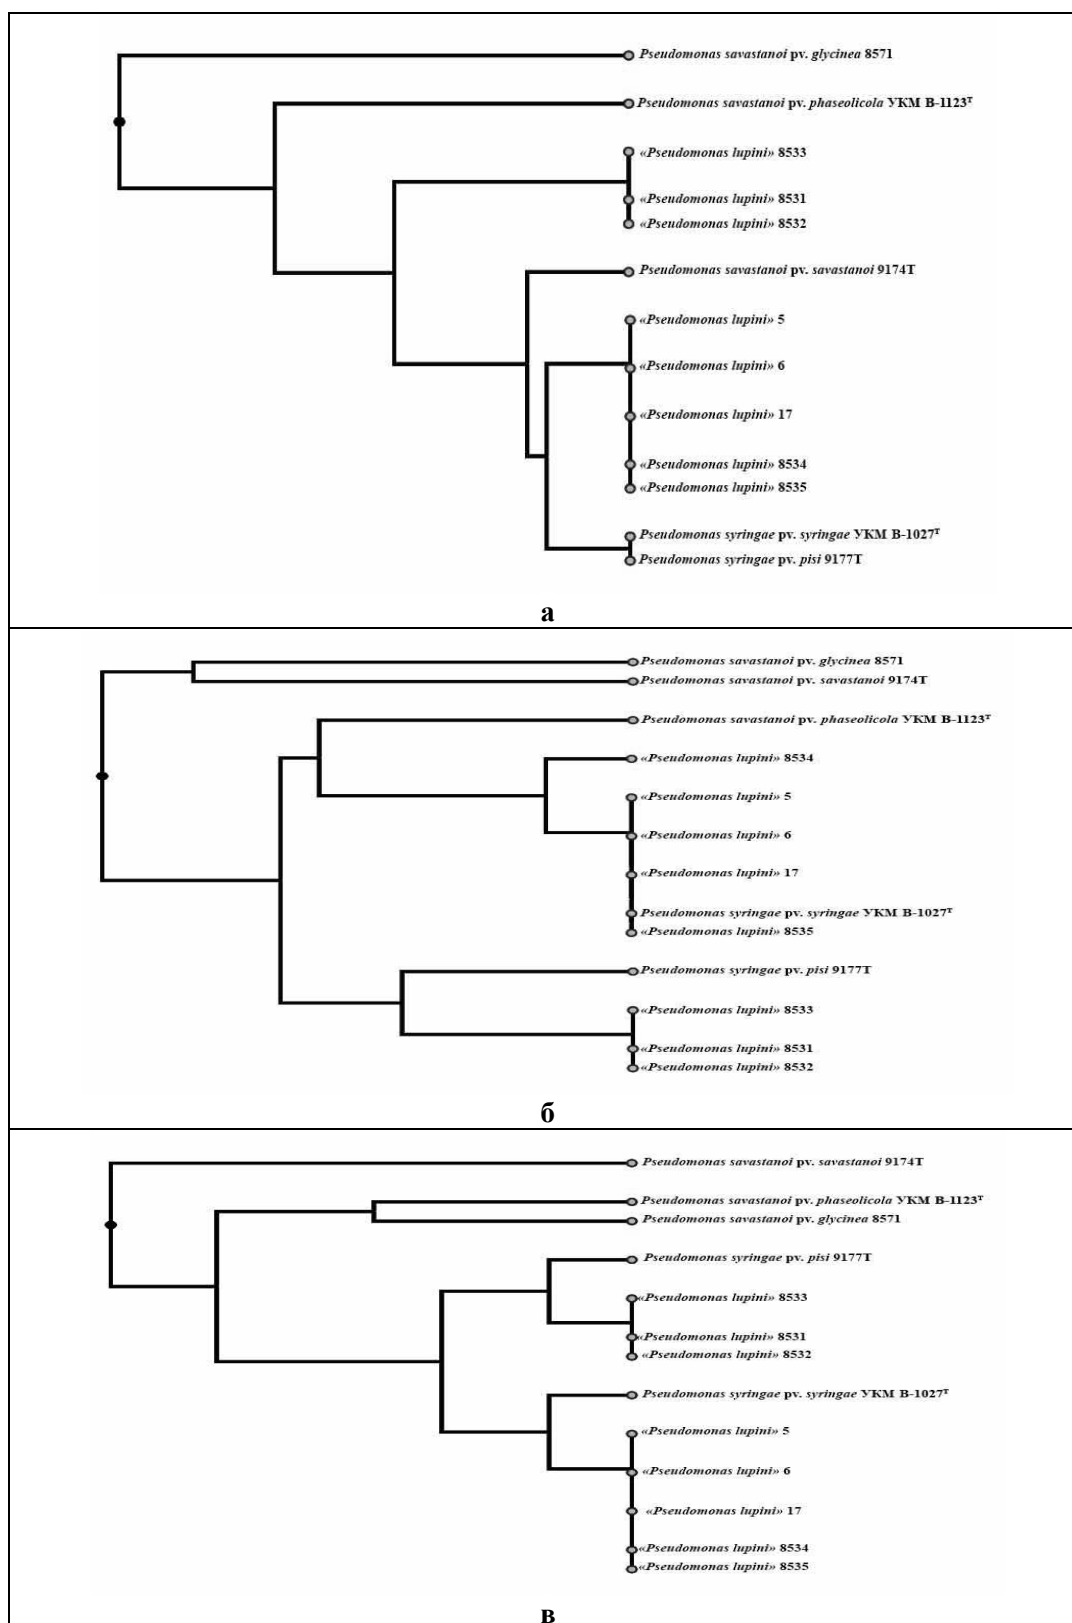 Pseudomonas savastanoi pv. glycinea 8571
Pseudomonas savastanoi pv. phaseolicola УКМ В-1123ᵀ
«Pseudomonas lupini» 8533
«Pseudomonas lupini» 8531
«Pseudomonas lupini» 8532
Pseudomonas savastanoi pv. savastanoi 9174T
«Pseudomonas lupini» 5
«Pseudomonas lupini» 6
«Pseudomonas lupini» 17
«Pseudomonas lupini» 8534
«Pseudomonas lupini» 8535
Pseudomonas syringae pv. syringae УКМ В-1027ᵀ
Pseudomonas syringae pv. pisi 9177T
а
Pseudomonas savastanoi pv. glycinea 8571
Pseudomonas savastanoi pv. savastanoi 9174T
Pseudomonas savastanoi pv. phaseolicola УКМ В-1123ᵀ
«Pseudomonas lupini» 8534
«Pseudomonas lupini» 5
«Pseudomonas lupini» 6
«Pseudomonas lupini» 17
Pseudomonas syringae pv. syringae УКМ В-1027ᵀ
«Pseudomonas lupini» 8535
Pseudomonas syringae pv. pisi 9177T
«Pseudomonas lupini» 8533
«Pseudomonas lupini» 8531
«Pseudomonas lupini» 8532
б
Pseudomonas savastanoi pv. savastanoi 9174T
Pseudomonas savastanoi pv. phaseolicola УКМ В-1123ᵀ
Pseudomonas savastanoi pv. glycinea 8571
Pseudomonas syringae pv. pisi 9177T
«Pseudomonas lupini» 8533
«Pseudomonas lupini» 8531
«Pseudomonas lupini» 8532
Pseudomonas syringae pv. syringae УКМ В-1027ᵀ
«Pseudomonas lupini» 5
«Pseudomonas lupini» 6
«Pseudomonas lupini» 17
«Pseudomonas lupini» 8534
«Pseudomonas lupini» 8535
в